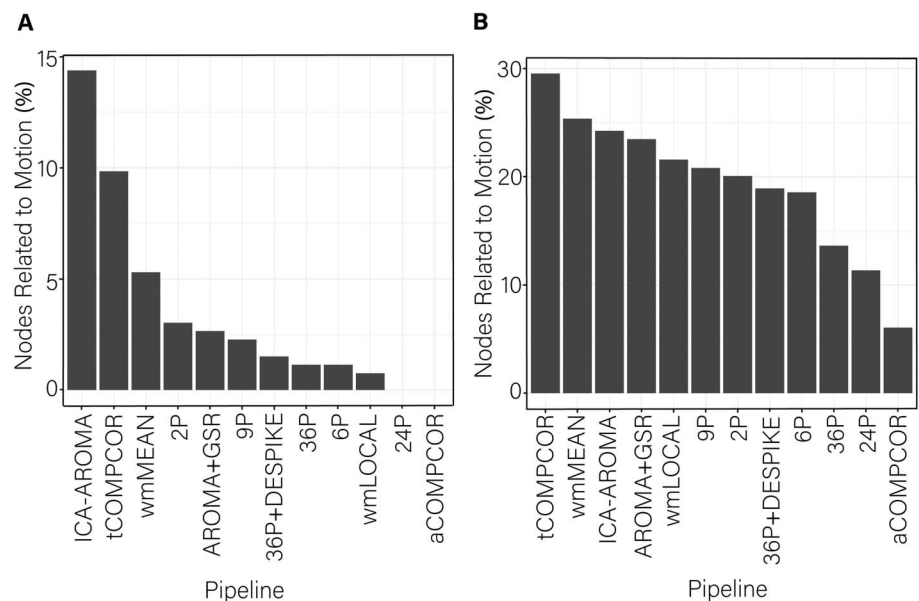 A
Nodes Related to Motion (%)
15
10
5
0
ICA-AROMA
tCOMPCOR
wmMEAN
2P
AROMA+GSR
9P
36P+DESPIKE
36P
6P
wmLOCAL
24P
aCOMPCOR
Pipeline
B
Nodes Related to Motion (%)
30
20
10
0
tCOMPCOR
wmMEAN
ICA-AROMA
AROMA+GSR
wmLOCAL
9P
2P
36P+DESPIKE
6P
36P
24P
aCOMPCOR
Pipeline